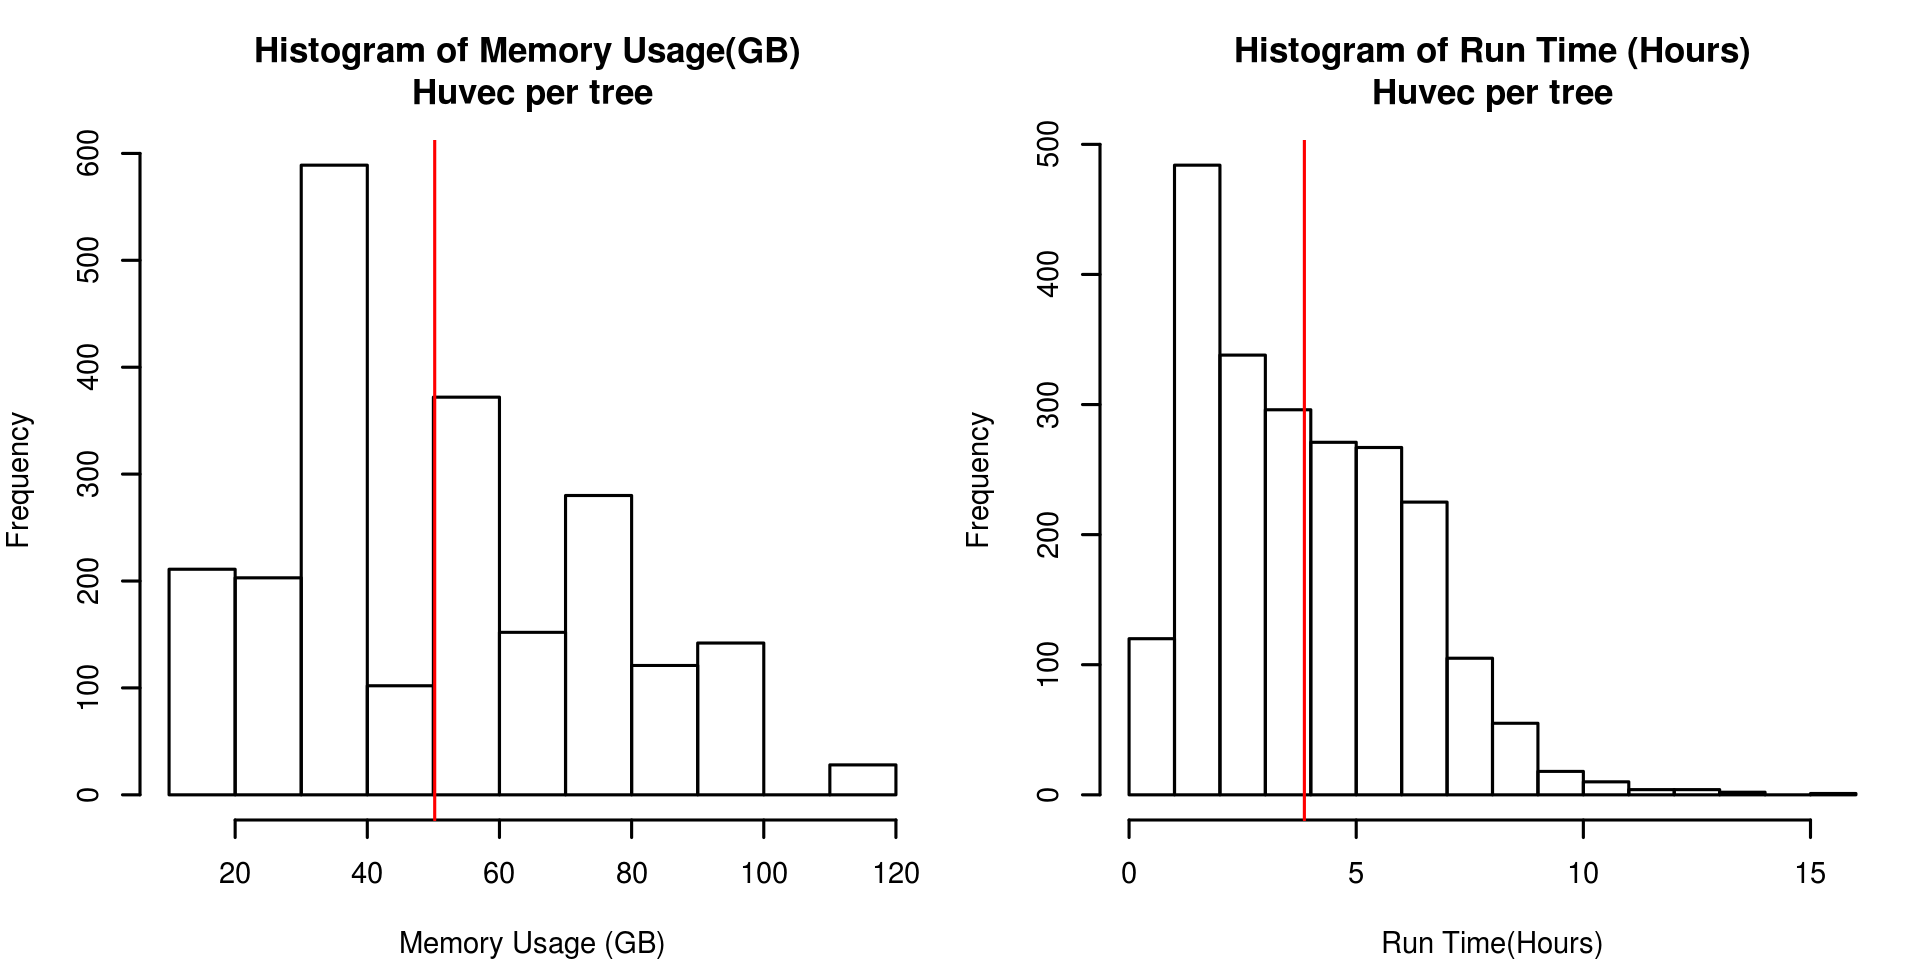 Histogram of Memory Usage(GB)
Huvec per tree
Frequency
600
500
400
300
200
100
0
20 40 60 80 100 120
Memory Usage (GB)
Histogram of Run Time (Hours)
Huvec per tree
Frequency
500
400
300
200
100
0
0 5 10 15
Run Time(Hours)